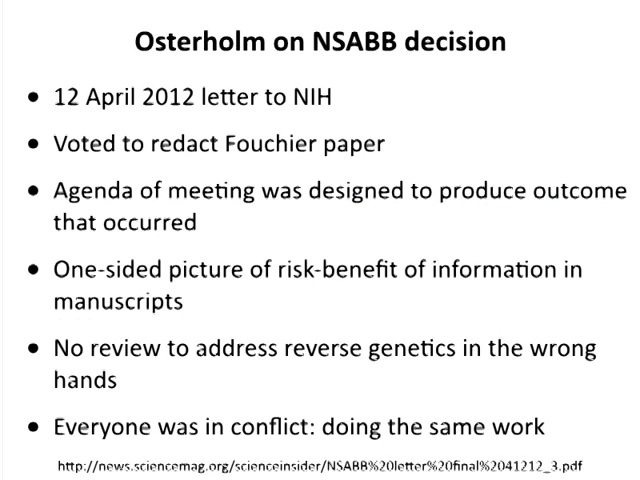 Osterholm on NSABB decision
• 12 April 2012 letter to NIH
• Voted to redact Fouchier paper
• Agenda of meeting was designed to produce outcome
that occurred
• One-sided picture of risk-benefit of information in
manuscripts
• No review to address reverse genetics in the wrong
hands
• Everyone was in conflict: doing the same work
http://news.sciencemag.org/scienceinsider/NSABB%20letter%20final%2041212_3.pdf